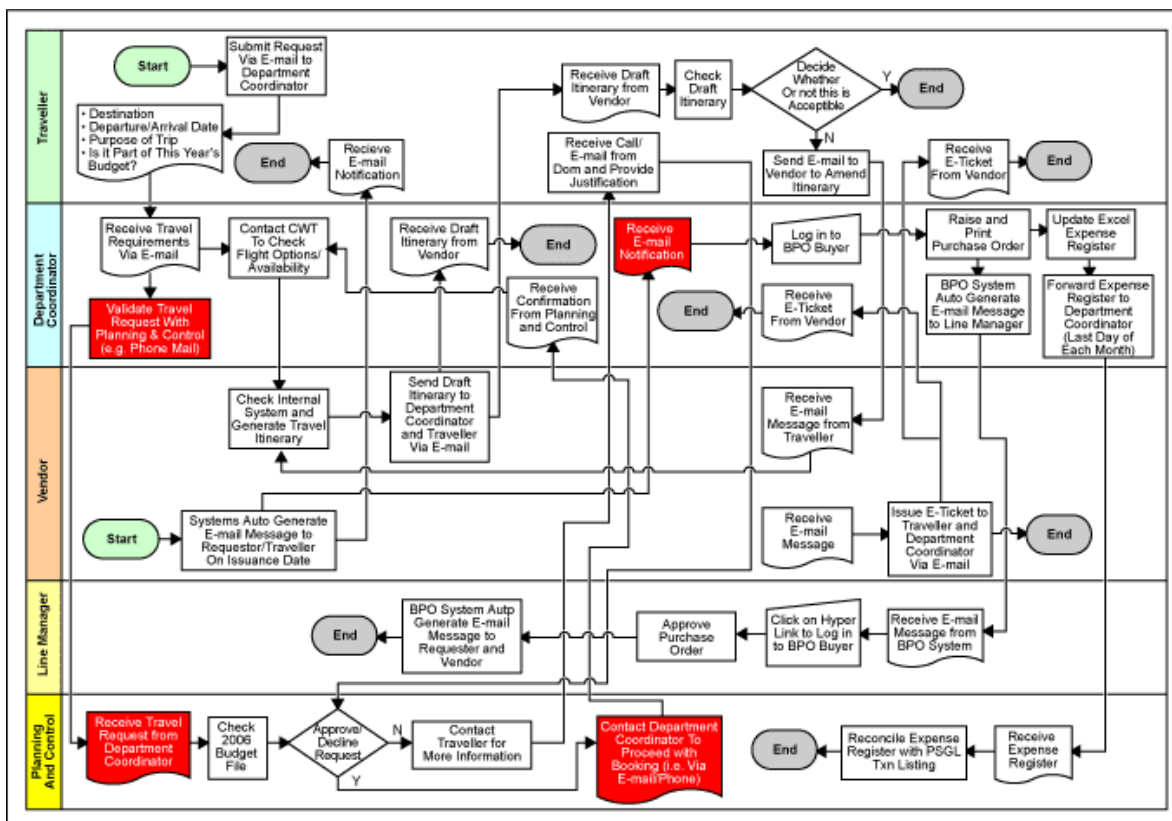 Traveller
Start
Submit Request
Via E-mail to
Department
Coordinator
• Destination
• Departure/Arrival Date
• Purpose of Trip
• Is it Part of This Year's
Budget?
End
Recieve
E-mail
Notification
Receive Draft
Itinerary from
Vendor
Check
Draft
Itinerary
Decide
Whether
Or not this is
Acceptible
Y
End
N
Receive Call/
E-mail from
Dom and Provide
Justification
Send E-mail to
Vendor to Amend
Itinerary
Receive
E-Ticket
From Vendor
End
Department
Coordinator
Receive Travel
Requirements
Via E-mail
Contact CWT
To Check
Flight Options/
Availability
Receive Draft
Itinerary from
Vendor
End
Receive
E-mail
Notification
Log in to
BPO Buyer
Raise and
Print
Purchase Order
Update Excel
Expense
Register
Validate Travel
Request With
Planning & Control
(e.g. Phone Mail)
Receive
Confirmation
From Planning
and Control
End
Receive
E-Ticket
From Vendor
BPO System
Auto Generate
E-mail Message
to Line Manager
Forward Expense
Register to
Department
Coordinator
(Last Day of
Each Month)
Vendor
Check Internal
System and
Generate Travel
Itinerary
Send Draft
Itinerary to
Department
Coordinator
and Traveller
Via E-mail
Receive
E-mail
Message from
Traveller
Start
Systems Auto Generate
E-mail Message to
Requestor/Traveller
On Issuance Date
Receive
E-mail
Message
Issue E-Ticket to
Traveller and
Department
Coordinator
Via E-mail
End
Line Manager
End
BPO System Autp
Generate E-mail
Message to
Requester and
Vendor
Approve
Purchase
Order
Click on Hyper
Link to Log in
to BPO Buyer
Receive E-mail
Message from
BPO System
Planning
And Control
Receive Travel
Request from
Department
Coordinator
Check
2006
Budget
File
Approve/
Decline
Request
N
Y
Contact
Traveller for
More Information
Contact Department
Coordinator To
Proceed with
Booking (i.e. Via
E-mail/Phone)
End
Reconcile Expense
Register with PSGL
Txn Listing
Receive
Expense
Register